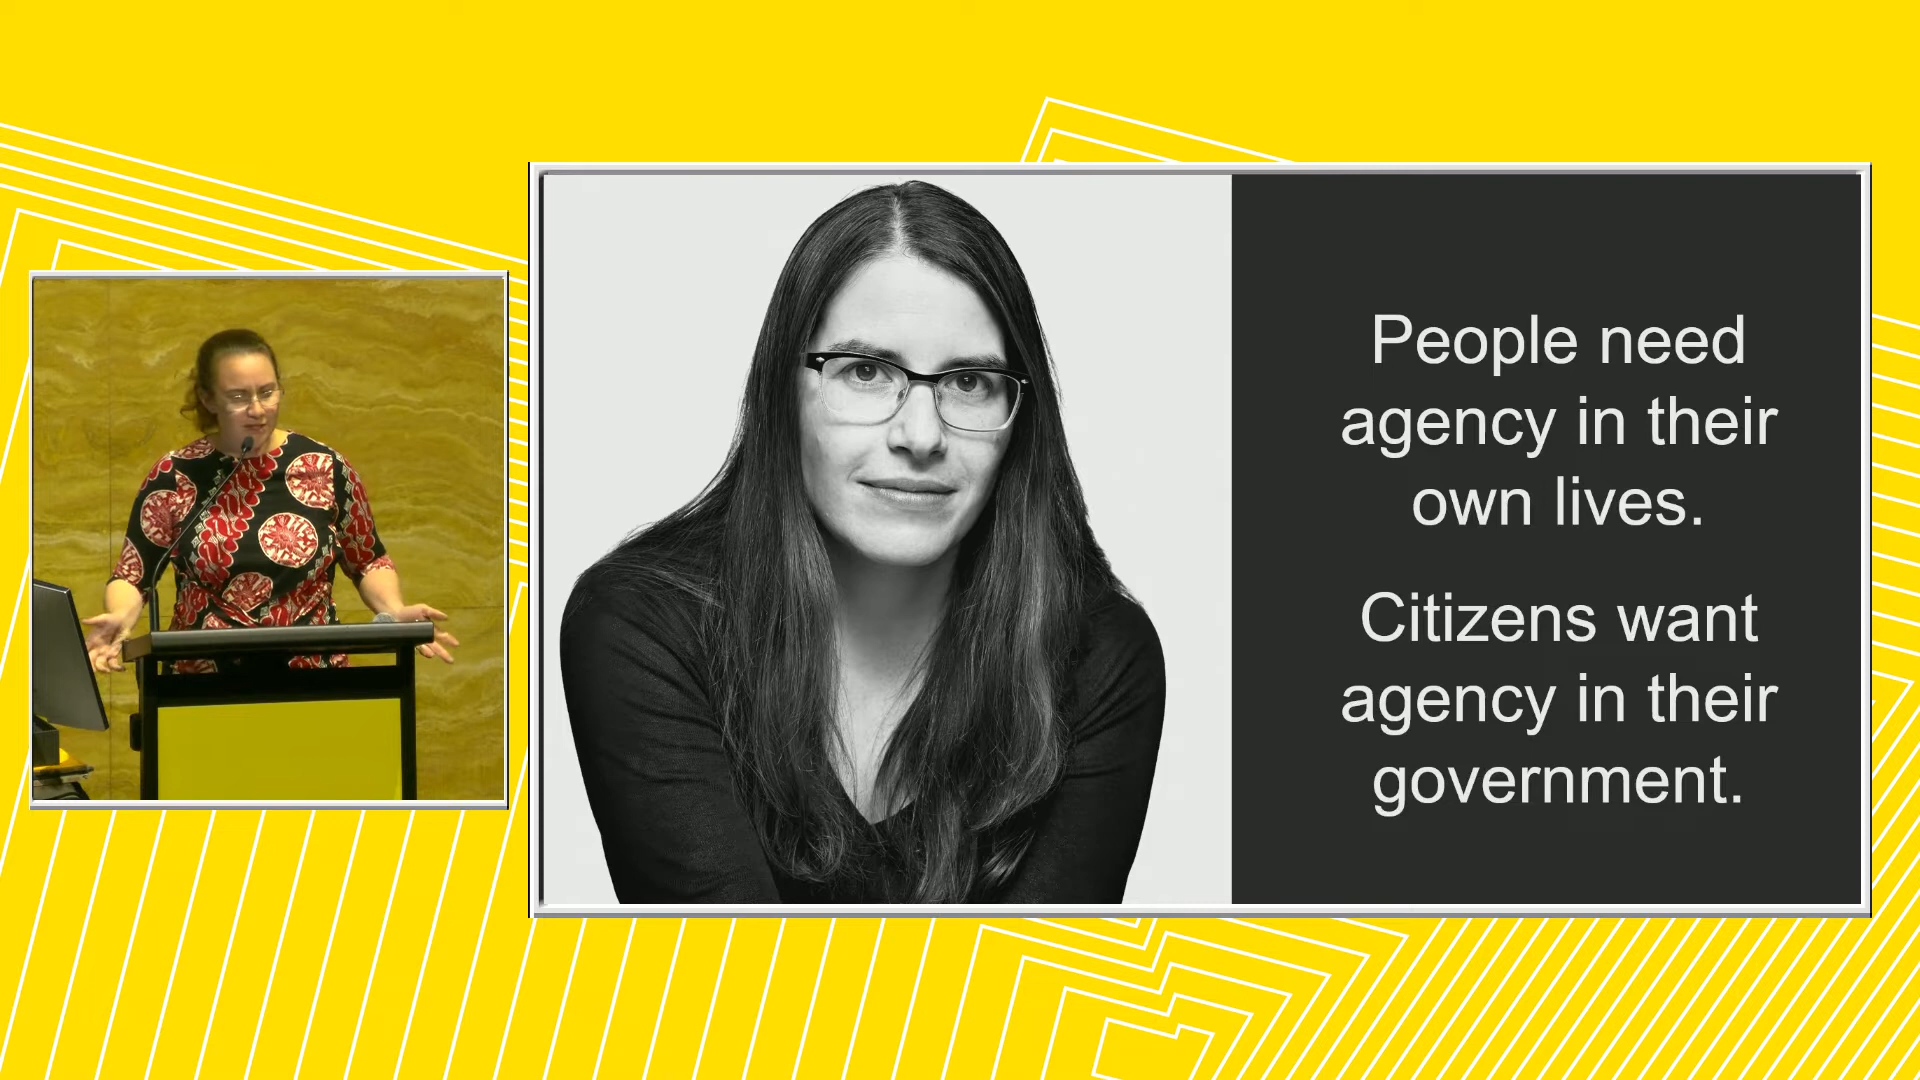 People need
agency in their
own lives.
Citizens want
agency in their
government.